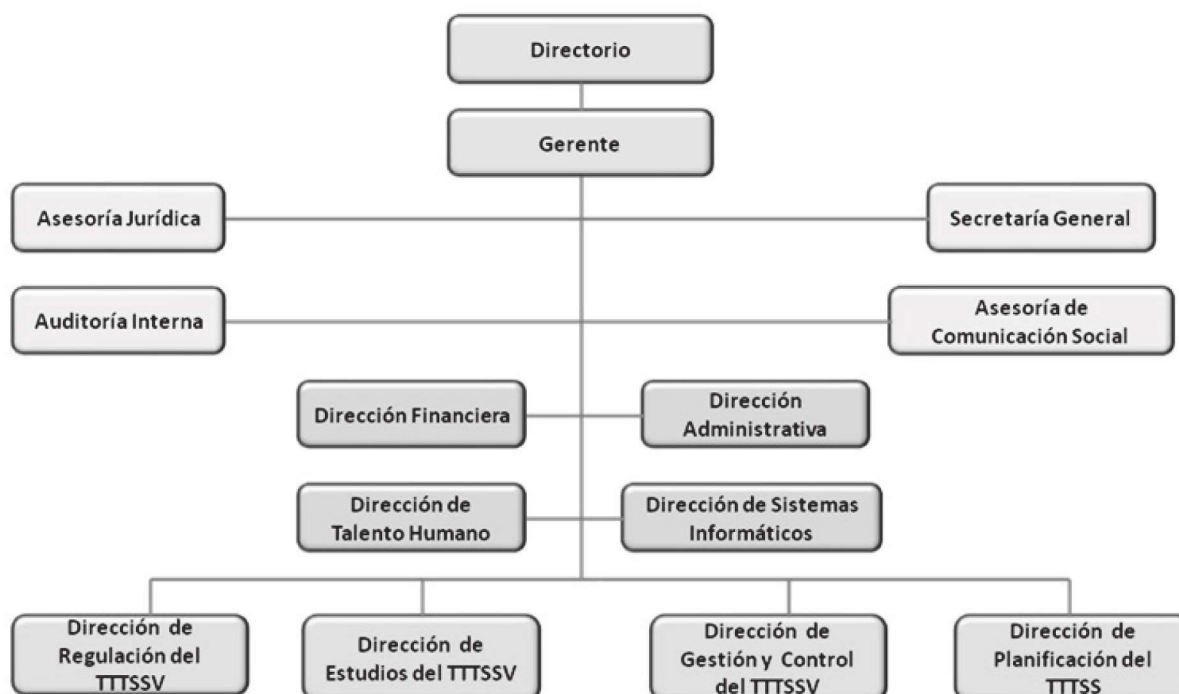 Directorio
Gerente
Asesoría Jurídica
Secretaría General
Auditoría Interna
Asesoría de
Comunicación Social
Dirección Financiera
Dirección
Administrativa
Dirección de
Talento Humano
Dirección de Sistemas
Informáticos
Dirección de
Regulación del
TTTSSV
Dirección de
Estudios del TTTSSV
Dirección de
Gestión y Control
del TTTSSV
Dirección de
Planificación del
TTTSS